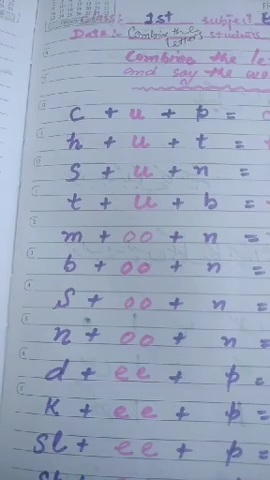 CLASS: 1st Subject E
DATE: Combine the letters students
Combine the le
and say the wo
c + u + p =
h + u + t =
s + u + n =
t + u + b =
m + oo + n =
b + oo + n =
s + oo + n =
n + oo + n =
d + ee + p =
k + ee + p =
sl + ee + p =